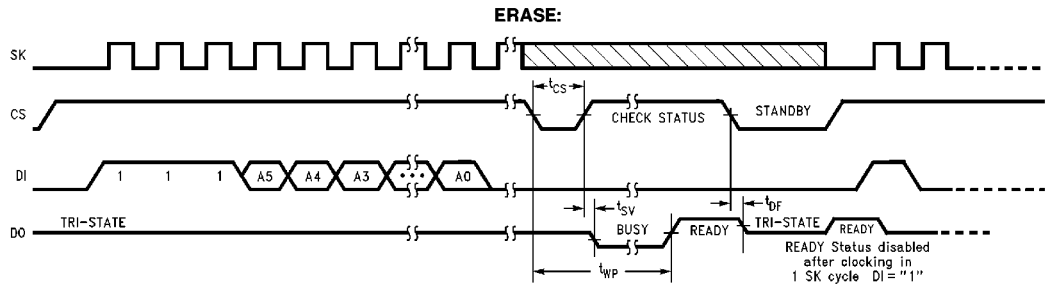 ERASE:
SK
tCS
CS
CHECK STATUS
STANDBY
DI
1 1 1 A5 A4 A3 ••• A0
tSV
tDF
TRI-STATE
BUSY
READY
TRI-STATE
READY
DO
tWP
READY Status disabled
after clocking in
1 SK cycle DI = "1"